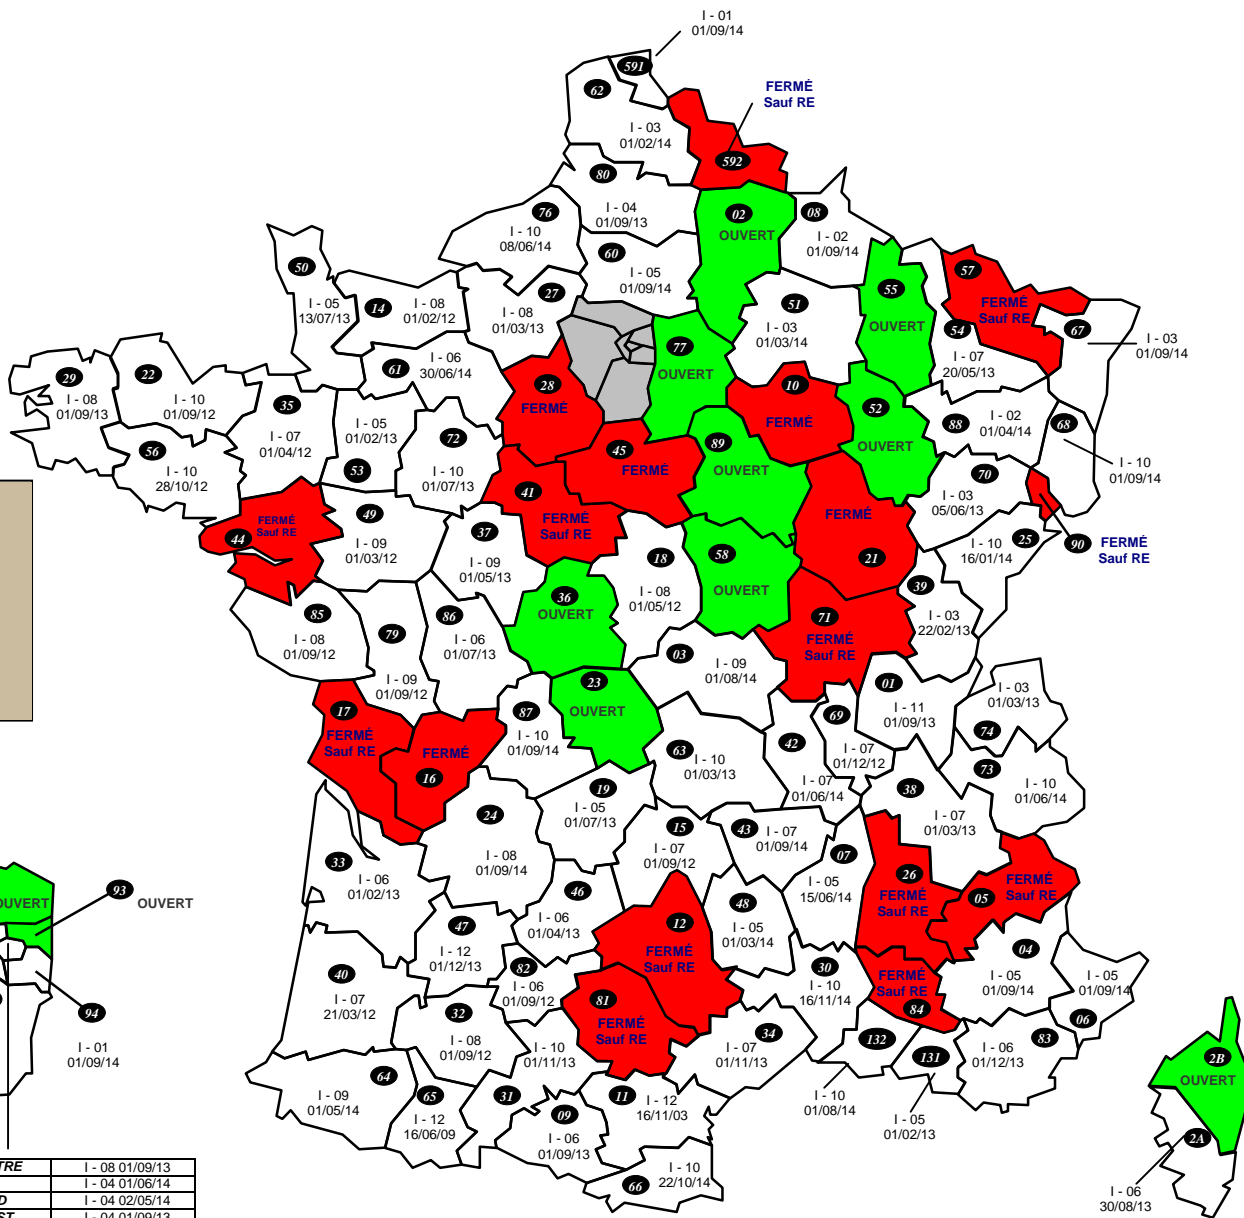 I - 01
01/09/14
591
62
FERMÉ
Sauf RE
I - 03
01/02/14
592
80
I - 04
01/09/13
76
I - 10
08/06/14
02
OUVERT
08
I - 02
01/09/14
60
I - 05
01/09/14
50
I - 05
13/07/13
14
I - 08
01/02/12
27
I - 08
01/03/13
51
I - 03
01/03/14
55
OUVERT
57
FERMÉ
Sauf RE
54
I - 07
20/05/13
67
I - 03
01/09/14
77
OUVERT
61
I - 06
30/06/14
28
FERMÉ
10
FERMÉ
52
OUVERT
88
I - 02
01/04/14
68
I - 10
01/09/14
29
I - 08
01/09/13
22
I - 10
01/09/12
35
I - 07
01/04/12
I - 05
01/02/13
53
72
I - 10
01/07/13
56
I - 10
28/10/12
45
FERMÉ
89
OUVERT
70
I - 03
05/06/13
41
FERMÉ
Sauf RE
21
FERMÉ
25
I - 10
16/01/14
90
FERMÉ
Sauf RE
44
FERMÉ
Sauf RE
49
I - 09
01/03/12
37
I - 09
01/05/13
18
I - 08
01/05/12
58
OUVERT
39
I - 03
22/02/13
36
OUVERT
85
I - 08
01/09/12
79
I - 09
01/09/12
86
I - 06
01/07/13
71
FERMÉ
Sauf RE
03
I - 09
01/08/14
23
OUVERT
01
I - 11
01/09/13
I - 03
01/03/13
74
17
FERMÉ
Sauf RE
16
FERMÉ
87
I - 10
01/09/14
63
I - 10
01/03/13
42
I - 07
01/06/14
69
I - 07
01/12/12
73
I - 10
01/06/14
38
I - 07
01/03/13
19
I - 05
01/07/13
24
I - 08
01/09/14
15
I - 07
01/09/12
43
I - 07
01/09/14
07
I - 05
15/06/14
26
FERMÉ
Sauf RE
05
FERMÉ
Sauf RE
33
I - 06
01/02/13
46
I - 06
01/04/13
12
FERMÉ
Sauf RE
48
I - 05
01/03/14
47
I - 12
01/12/13
82
I - 06
01/09/12
30
I - 10
16/11/14
84
FERMÉ
Sauf RE
04
I - 05
01/09/14
I - 05
01/09/14
06
40
I - 07
21/03/12
32
I - 08
01/09/12
81
FERMÉ
Sauf RE
34
I - 07
01/11/13
132
I - 10
01/08/14
131
I - 05
01/02/13
83
I - 06
01/12/13
64
I - 09
01/05/14
65
I - 12
16/06/09
31
I - 10
01/11/13
09
I - 06
01/09/13
11
I - 12
16/11/03
66
I - 10
22/10/14
2B
OUVERT
2A
I - 06
30/08/13
OUVERT
93
OUVERT
94
I - 01
01/09/14
TRE I - 08 01/09/13
I - 04 01/06/14
D I - 04 02/05/14
ST I - 04 01/09/13